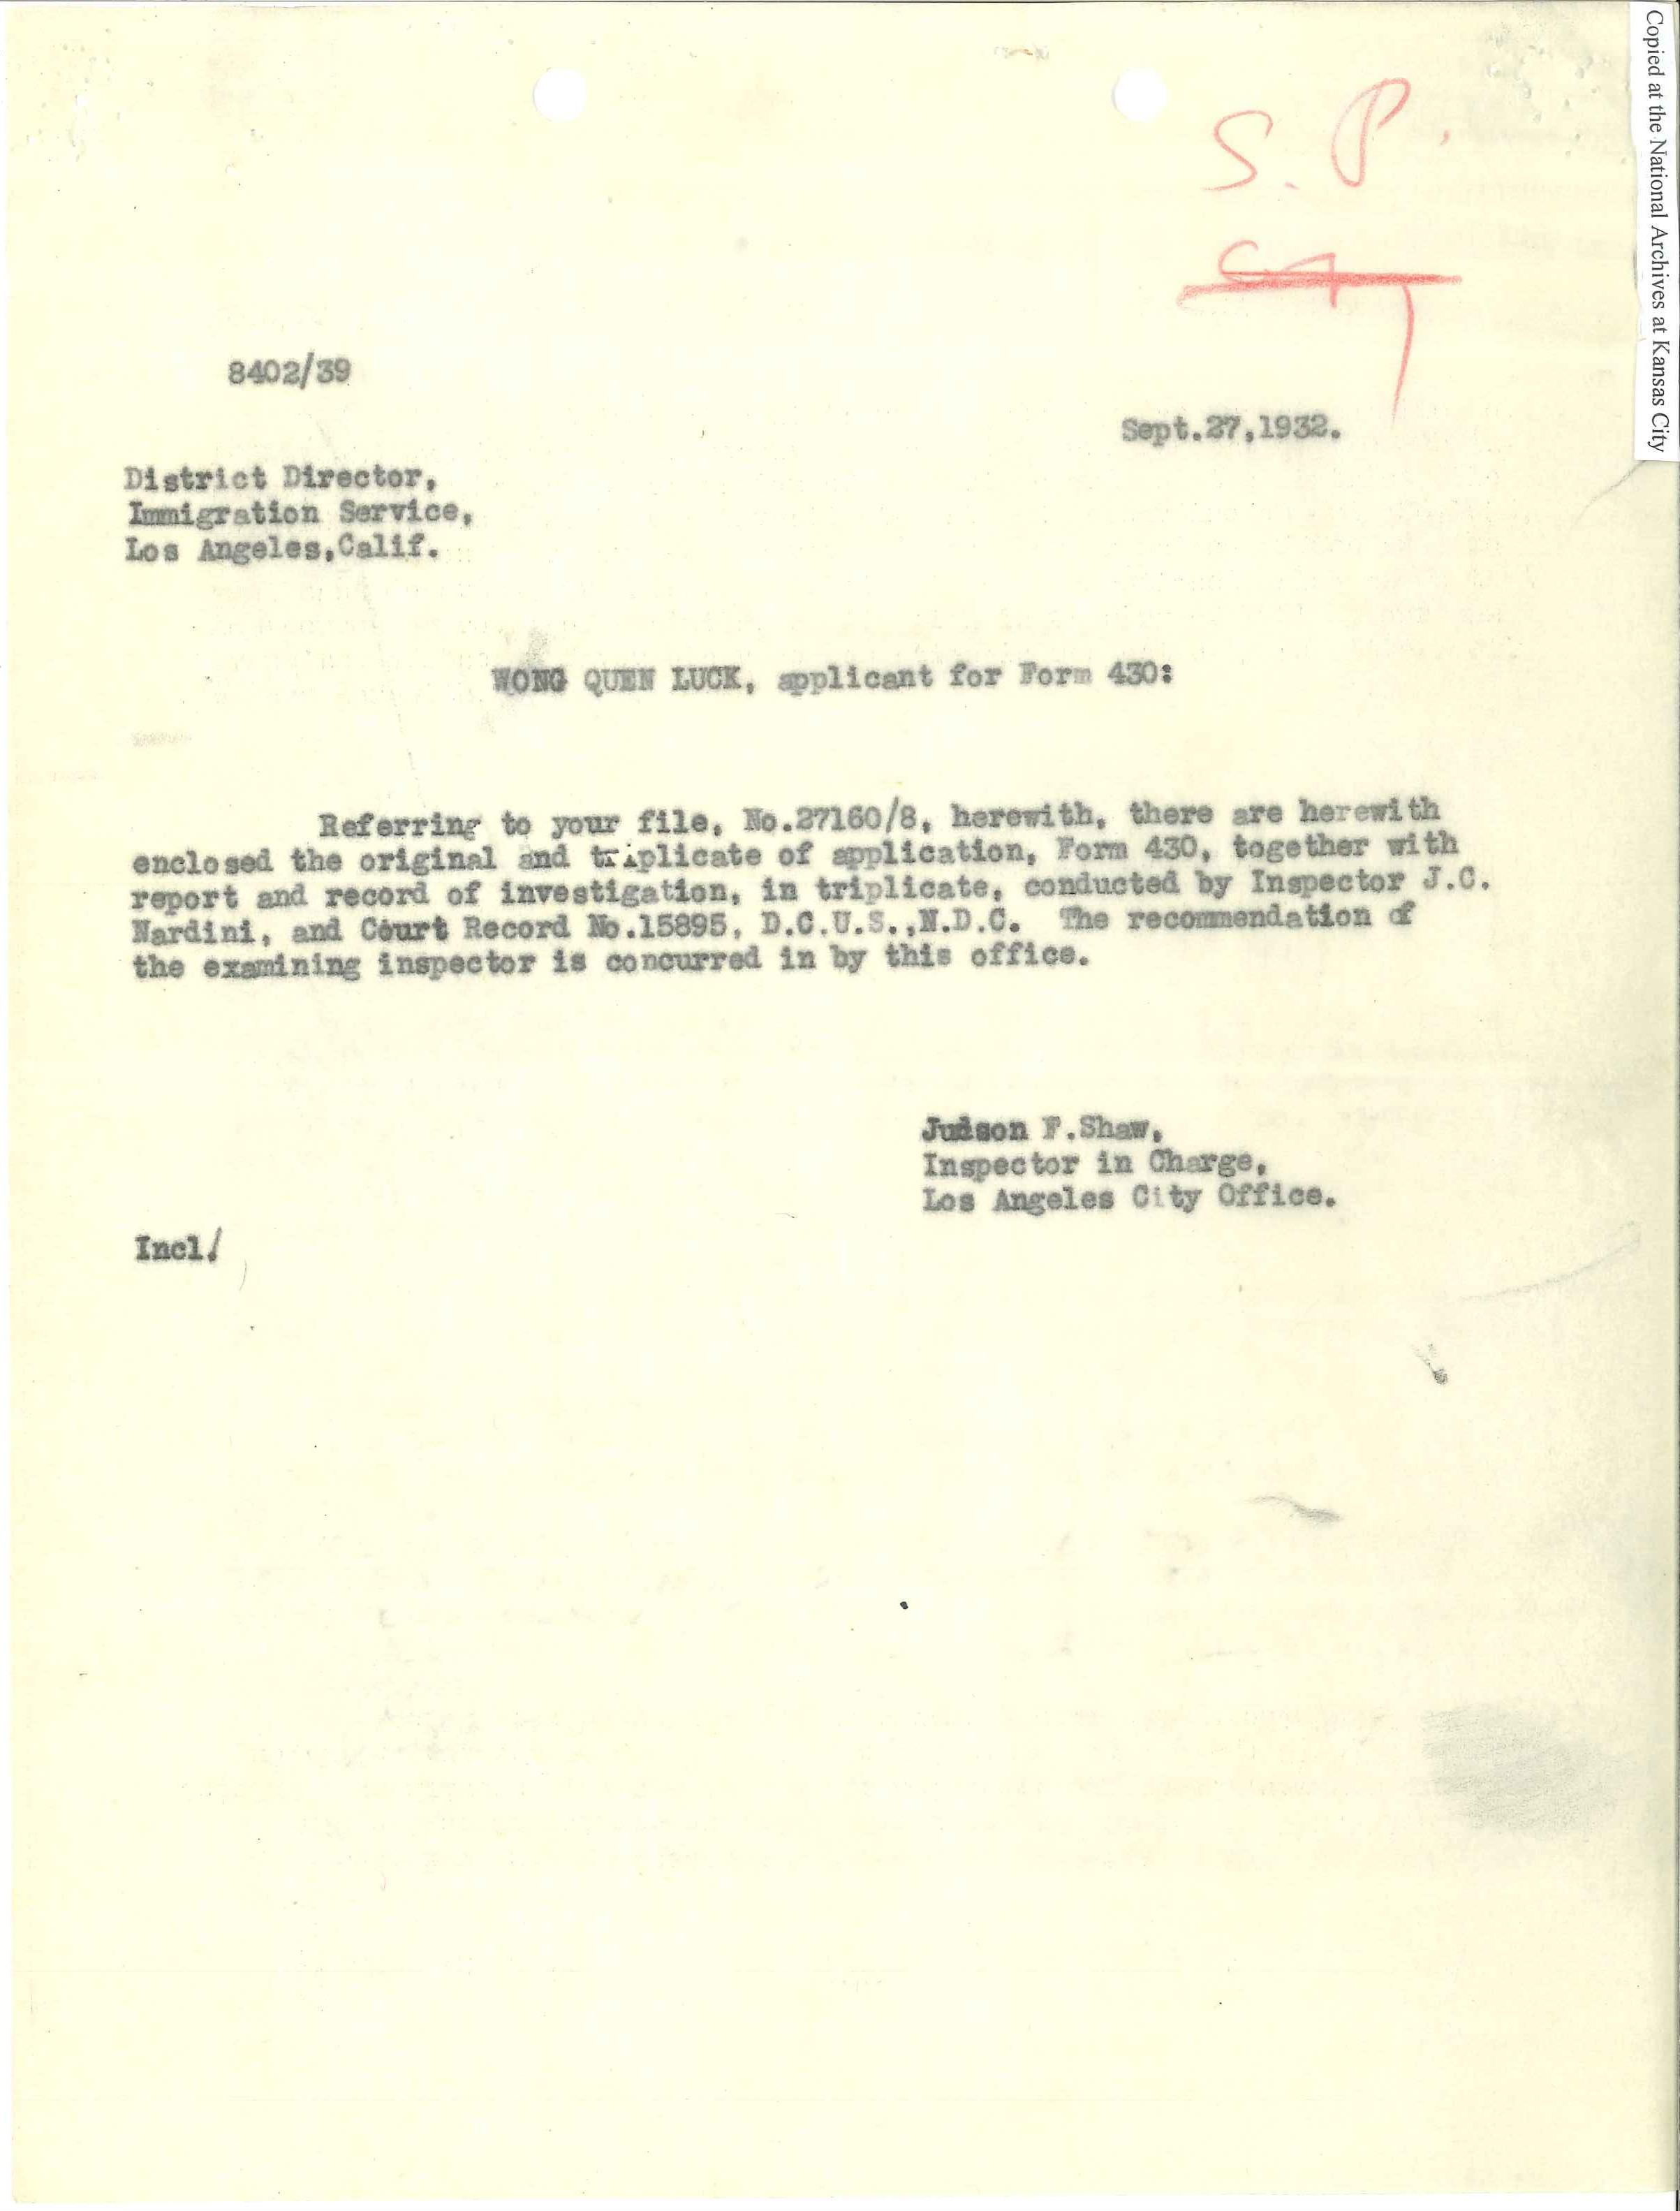 Copied at the National Archives at Kansas City
S. P.
8402/39
Sept.27,1932.
District Director,
Immigration Service,
Los Angeles,Calif.
WONG QUEN LUCK, applicant for Form 430:
Referring to your file, No.27160/8, herewith, there are herewith
enclosed the original and triplicate of application, Form 430, together with
report and record of investigation, in triplicate, conducted by Inspector J.C.
Nardini, and Court Record No.15895, D.C.U.S.,N.D.C. The recommendation of
the examining inspector is concurred in by this office.
Judson F.Shaw,
Inspector in Charge,
Los Angeles City Office.
Incl/